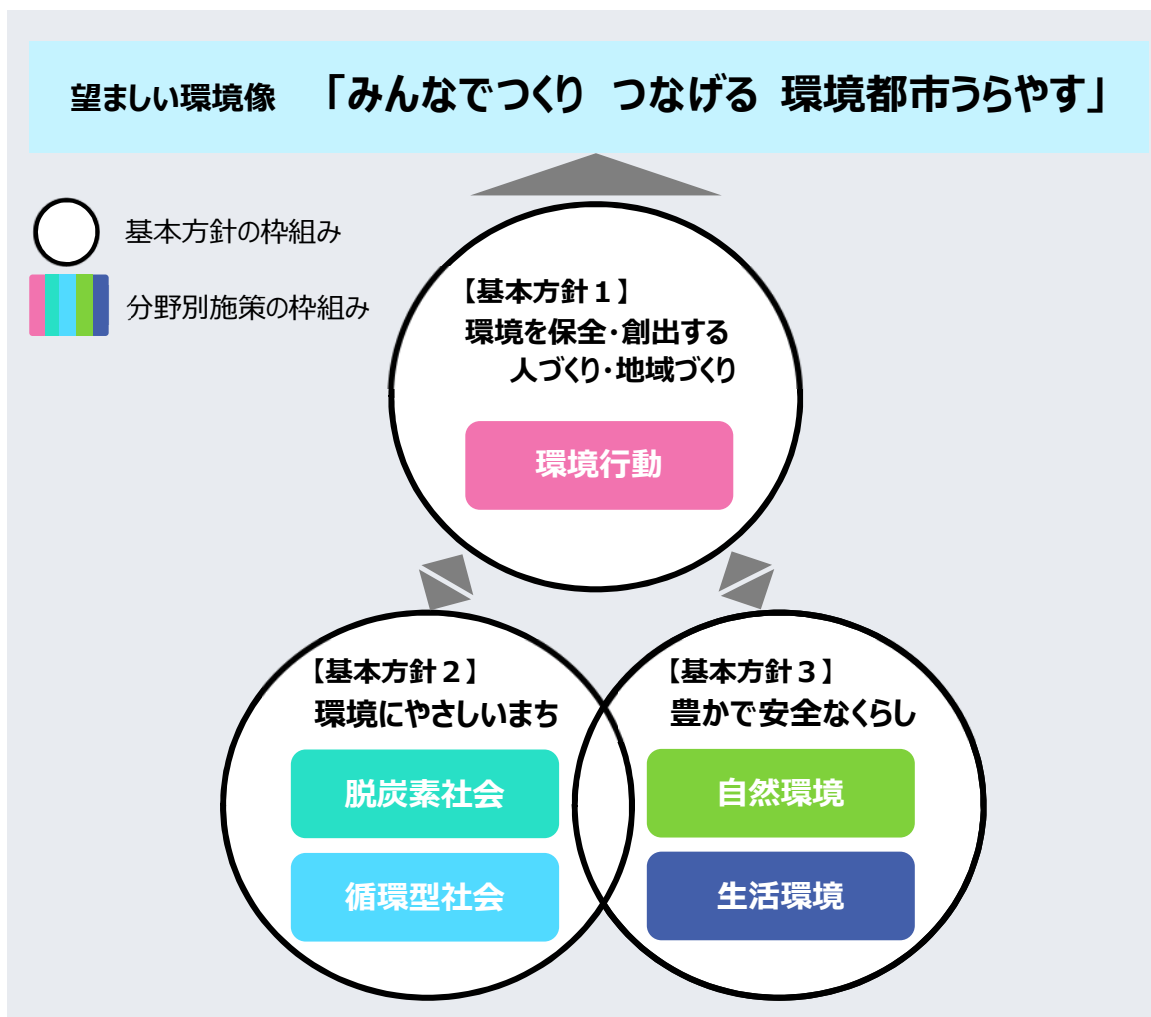 望ましい環境像 「みんなでつくり つなげる 環境都市うらやす」
基本方針の枠組み
分野別施策の枠組み
【基本方針１】
環境を保全・創出する
人づくり・地域づくり
環境行動
【基本方針２】
環境にやさしいまち
脱炭素社会
循環型社会
【基本方針３】
豊かで安全なくらし
自然環境
生活環境